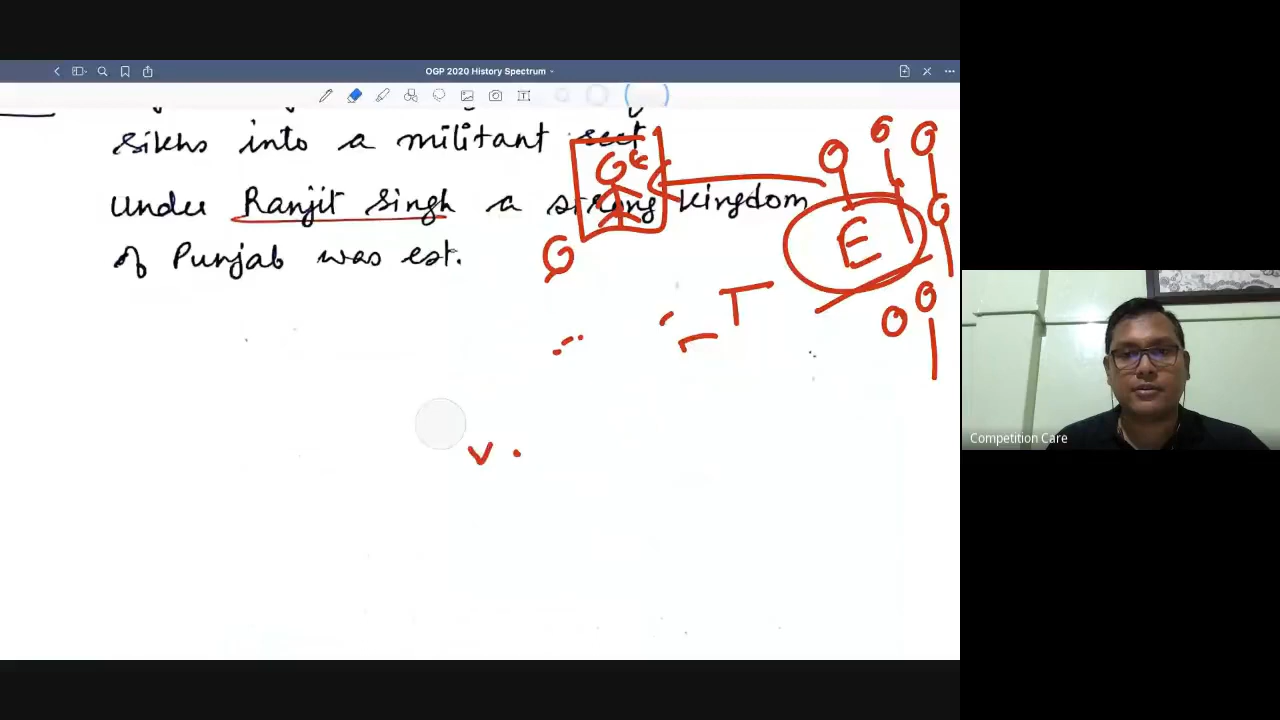 OGP 2020 History Spectrum
sikhs into a militant sect
under Ranjit Singh a strong kingdom
of Punjab was est.
E
T
v.
Competition Care